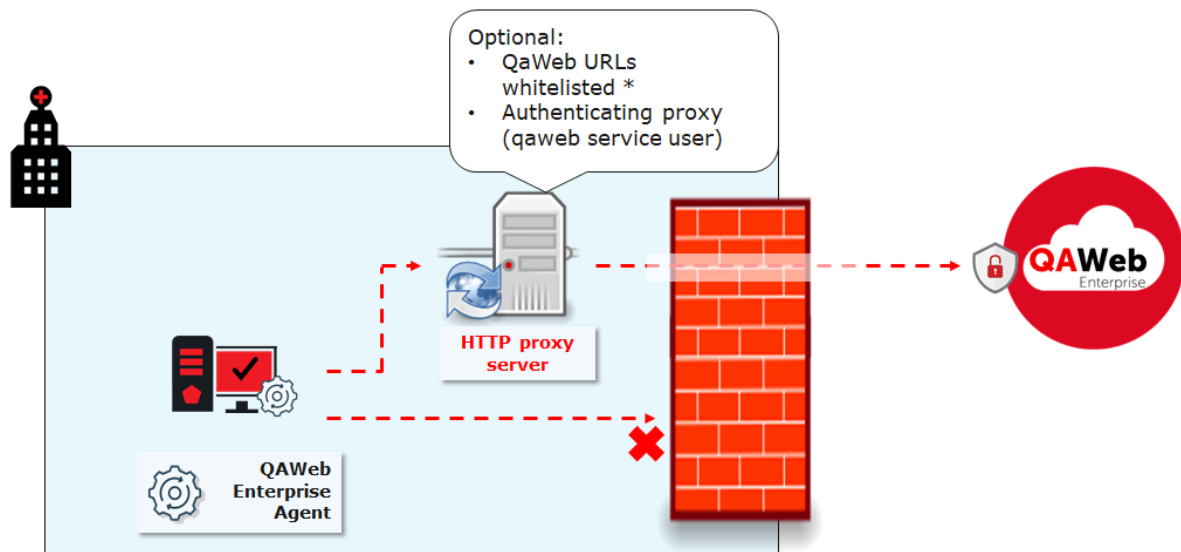 Optional:
• QaWeb URLs
whitelisted *
• Authenticating proxy
(qaweb service user)
HTTP proxy
server
QAWeb
Enterprise
QAWeb
Enterprise
Agent